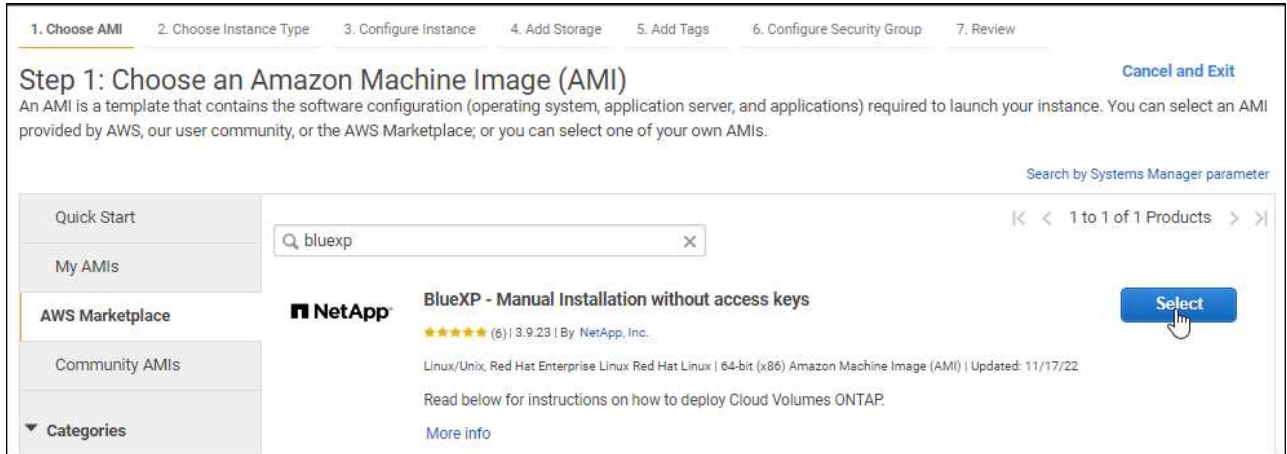 1. Choose AMI 2. Choose Instance Type 3. Configure Instance 4. Add Storage 5. Add Tags 6. Configure Security Group 7. Review
Step 1: Choose an Amazon Machine Image (AMI)
Cancel and Exit
An AMI is a template that contains the software configuration (operating system, application server, and applications) required to launch your instance. You can select an AMI
provided by AWS, our user community, or the AWS Marketplace; or you can select one of your own AMIs.
Search by Systems Manager parameter
Quick Start
My AMIs
AWS Marketplace
Community AMIs
Categories
1 to 1 of 1 Products
bluexp
NetApp
BlueXP - Manual Installation without access keys
(6) | 3.9.23 | By NetApp, Inc.
Linux/Unix, Red Hat Enterprise Linux Red Hat Linux | 64-bit (x86) Amazon Machine Image (AMI) | Updated: 11/17/22
Read below for instructions on how to deploy Cloud Volumes ONTAP.
More info
Select